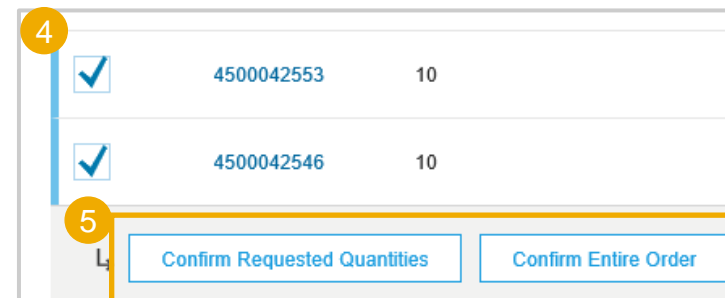 4
4500042553 10
4500042546 10
5
Confirm Requested Quantities Confirm Entire Order